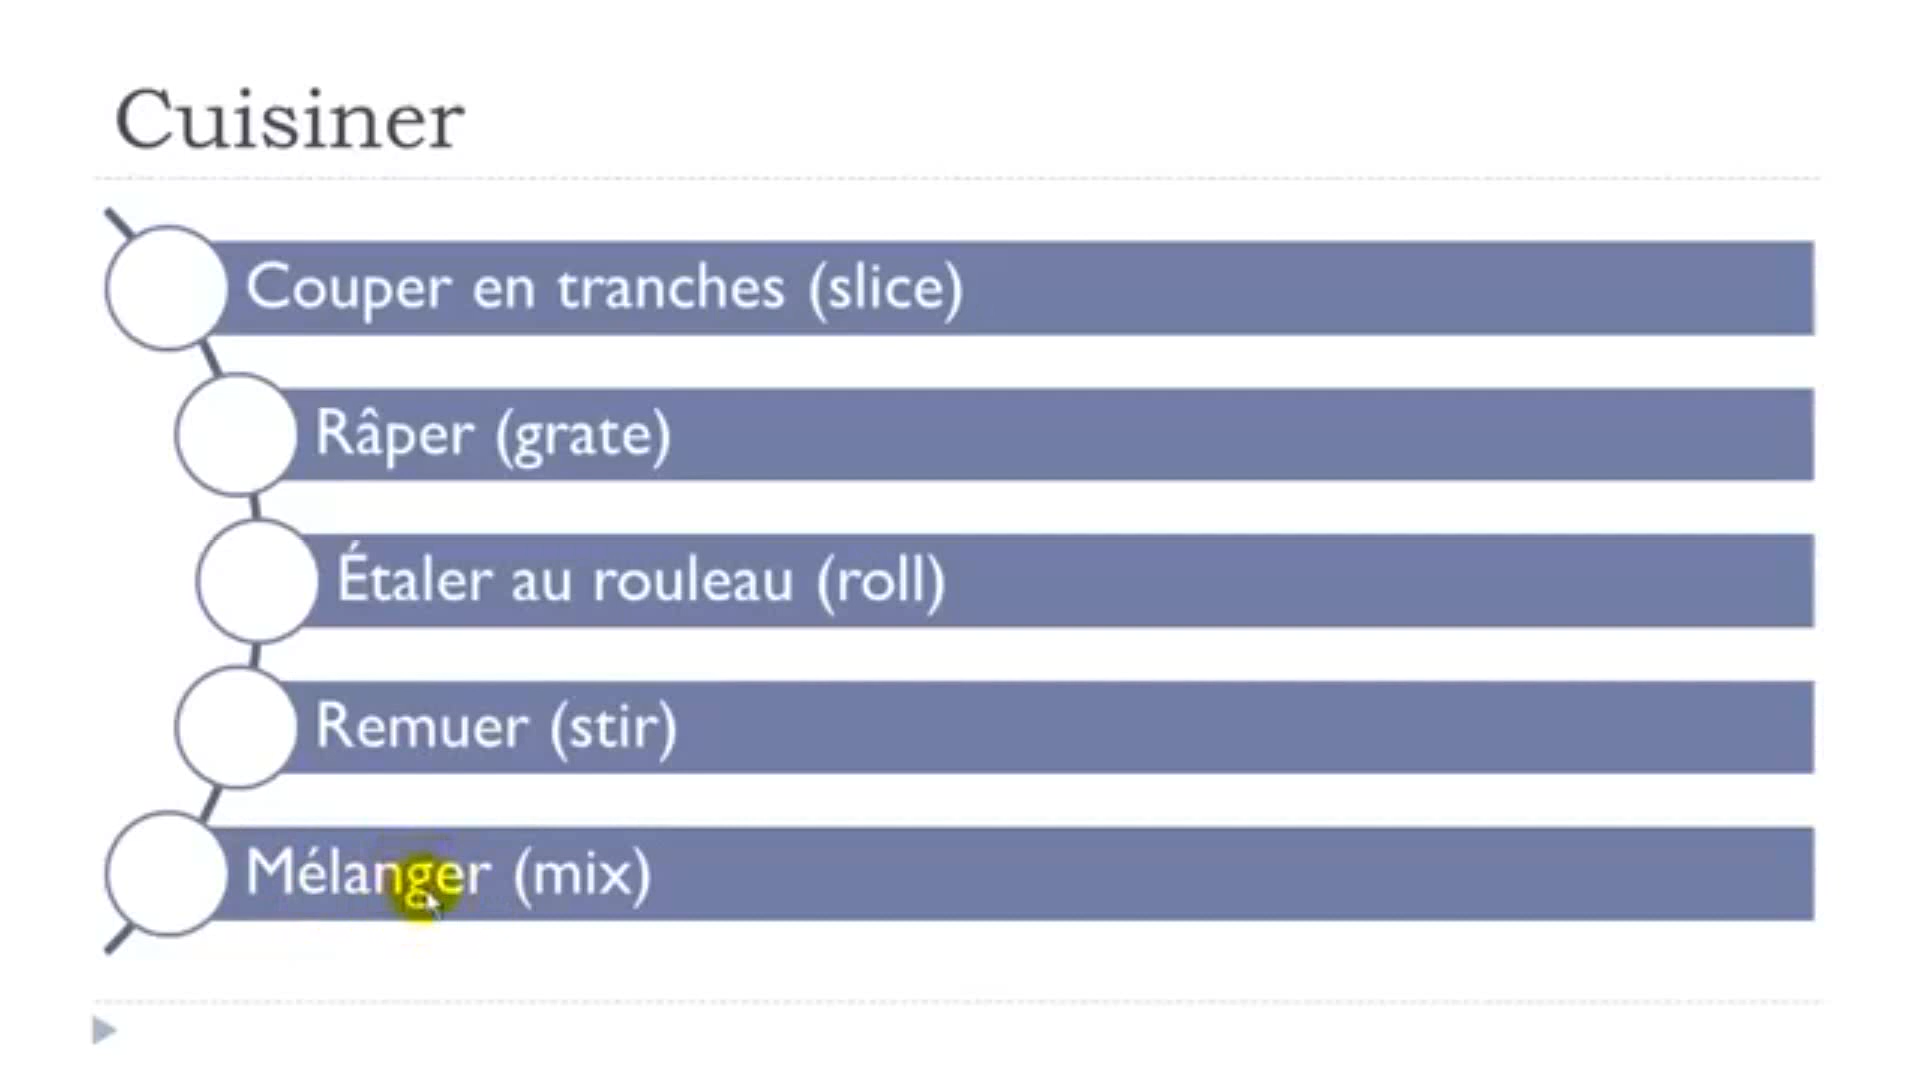 Cuisiner
Couper en tranches (slice)
Râper (grate)
Étaler au rouleau (roll)
Remuer (stir)
Mélanger (mix)